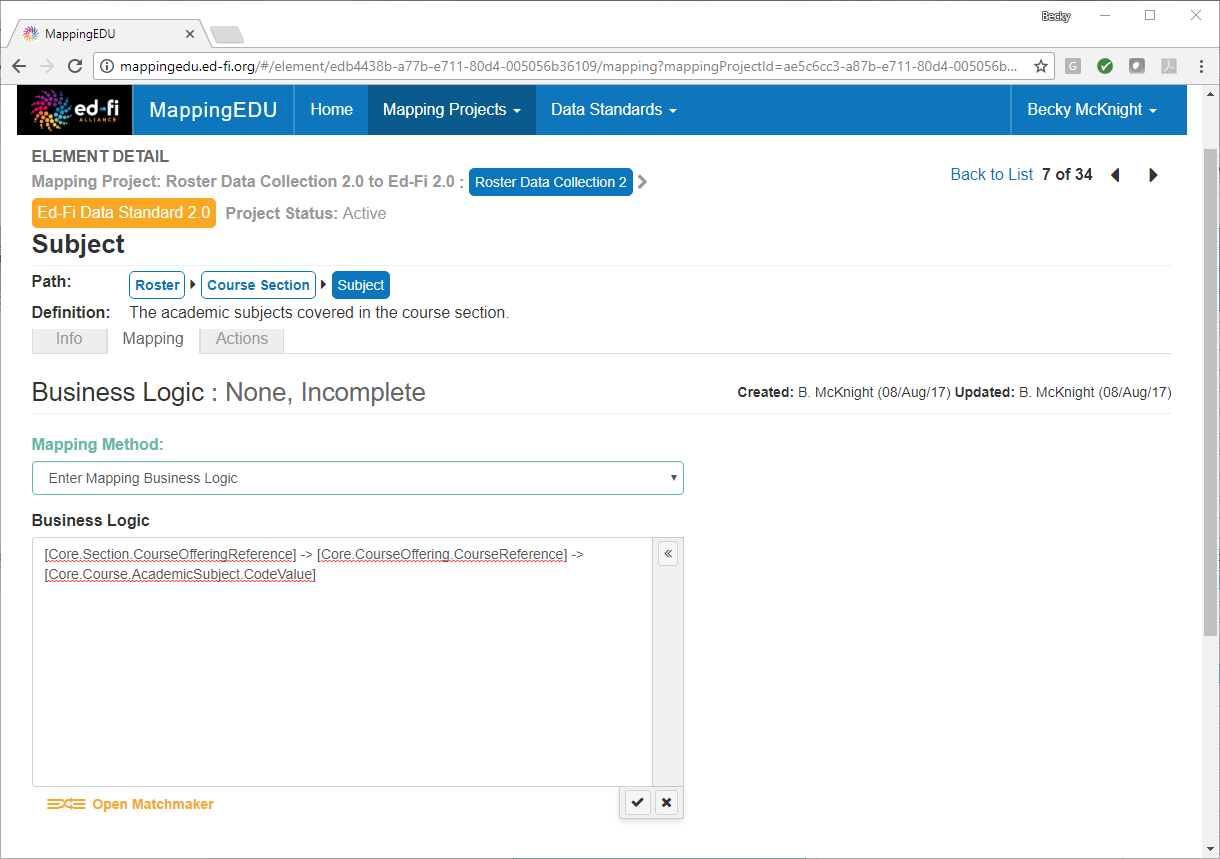 Becky
MappingEDU
mappingedu.ed-fi.org/#/element/edb4438b-a77b-e711-80d4-005056b36109/mapping?mappingProjectId=ae5c6cc3-a87b-e711-80d4-005056b...
G
ed-fi ALLIANCE MappingEDU Home Mapping Projects Data Standards Becky McKnight
ELEMENT DETAIL
Mapping Project: Roster Data Collection 2.0 to Ed-Fi 2.0 : Roster Data Collection 2
Back to List 7 of 34
Ed-Fi Data Standard 2.0 Project Status: Active
Subject
Path: Roster Course Section Subject
Definition: The academic subjects covered in the course section.
Info Mapping Actions
Business Logic : None, Incomplete
Created: B. McKnight (08/Aug/17) Updated: B. McKnight (08/Aug/17)
Mapping Method:
Enter Mapping Business Logic
Business Logic
[Core.Section.CourseOfferingReference] -> [Core.CourseOffering.CourseReference] ->
[Core.Course.AcademicSubject.CodeValue]
«
Open Matchmaker